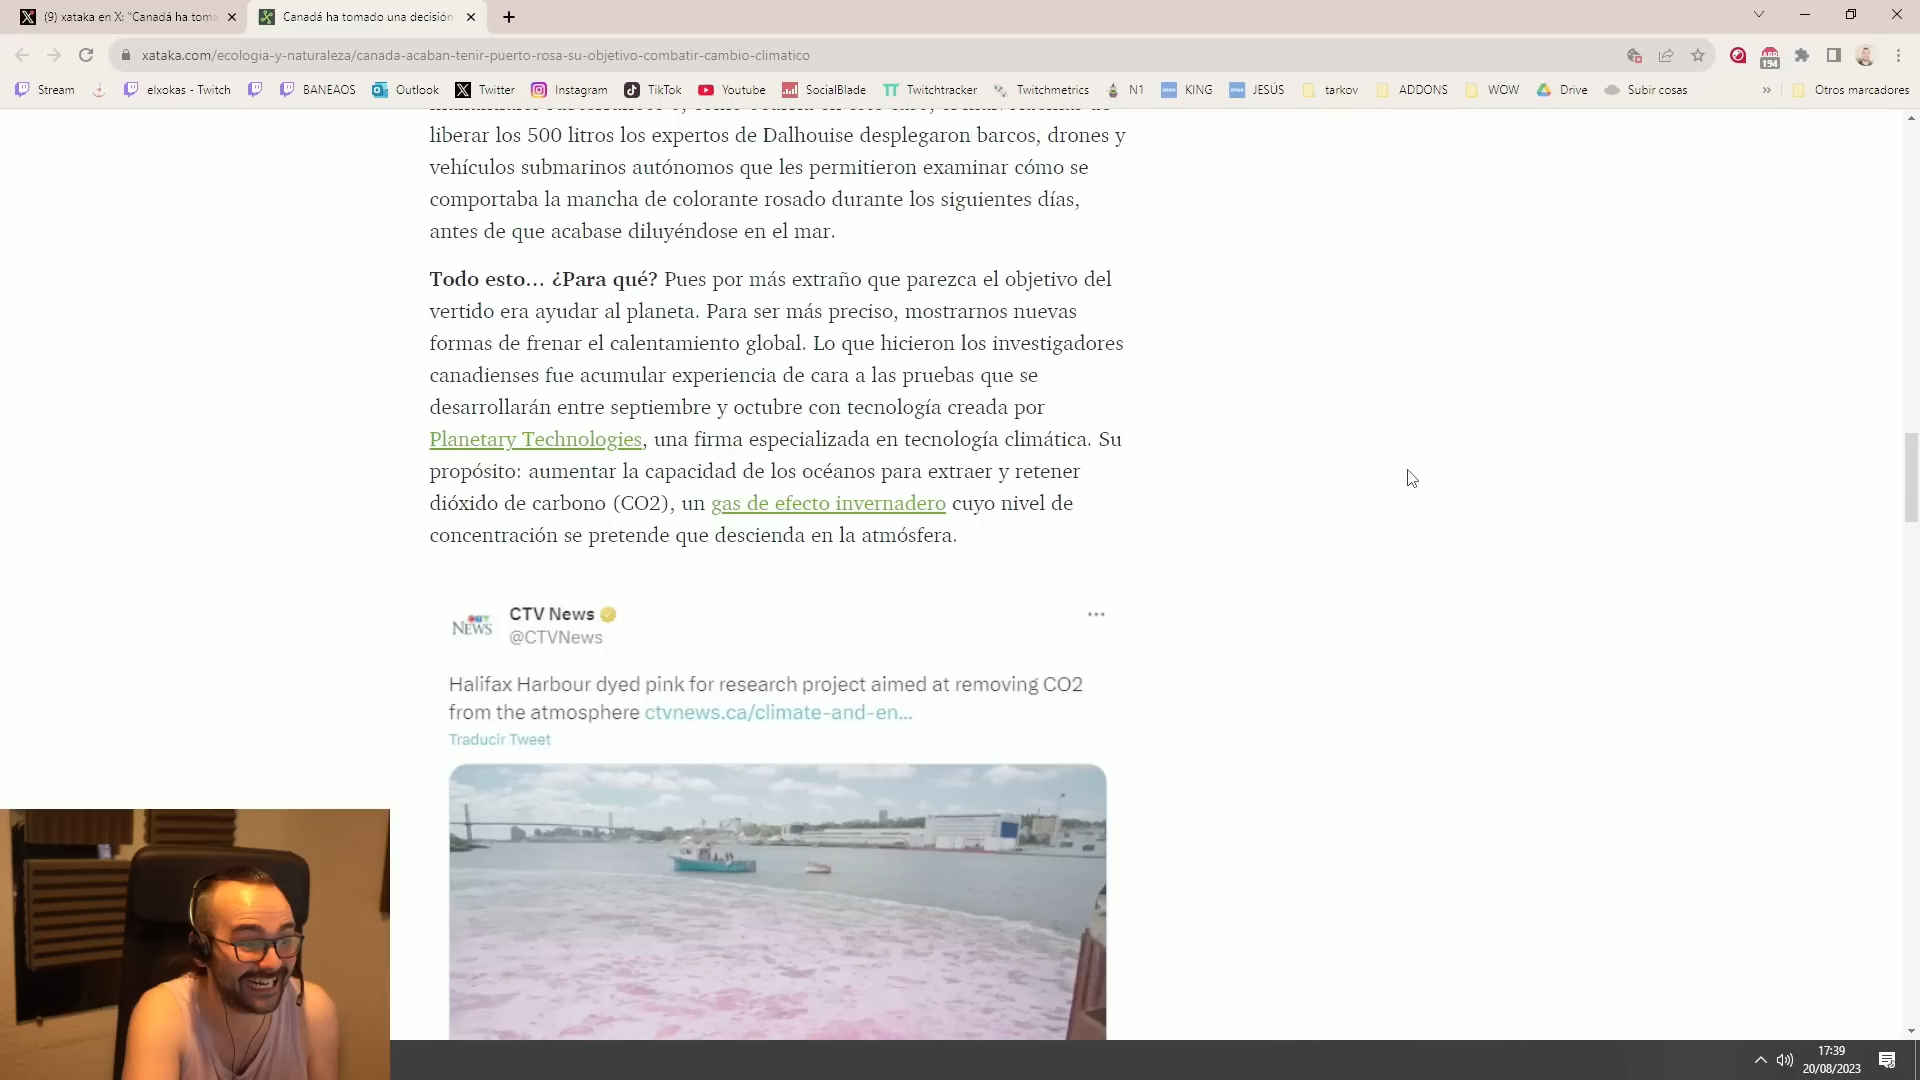 (9) xataka en X: "Canadá ha toma
Canadá ha tomado una decisión
xataka.com/ecologia-y-naturaleza/canada-acaban-tenir-puerto-rosa-su-objetivo-combatir-cambio-climatico
194
Stream
elxokas - Twitch
BANEAOS
Outlook
Twitter
Instagram
TikTok
Youtube
SocialBlade
Twitchtracker
Twitchmetrics
N1
KING
JESÚS
tarkov
ADDONS
WOW
Drive
Subir cosas
»
Otros marcadores
liberar los 500 litros los expertos de Dalhouise desplegaron barcos, drones y
vehículos submarinos autónomos que les permitieron examinar cómo se
comportaba la mancha de colorante rosado durante los siguientes días,
antes de que acabase diluyéndose en el mar.
Todo esto... ¿Para qué? Pues por más extraño que parezca el objetivo del
vertido era ayudar al planeta. Para ser más preciso, mostrarnos nuevas
formas de frenar el calentamiento global. Lo que hicieron los investigadores
canadienses fue acumular experiencia de cara a las pruebas que se
desarrollarán entre septiembre y octubre con tecnología creada por
Planetary Technologies, una firma especializada en tecnología climática. Su
propósito: aumentar la capacidad de los océanos para extraer y retener
dióxido de carbono (CO2), un gas de efecto invernadero cuyo nivel de
concentración se pretende que descienda en la atmósfera.
NEWS
CTV News
@CTVNews
Halifax Harbour dyed pink for research project aimed at removing CO2
from the atmosphere ctvnews.ca/climate-and-en...
Traducir Tweet
17:39
20/08/2023